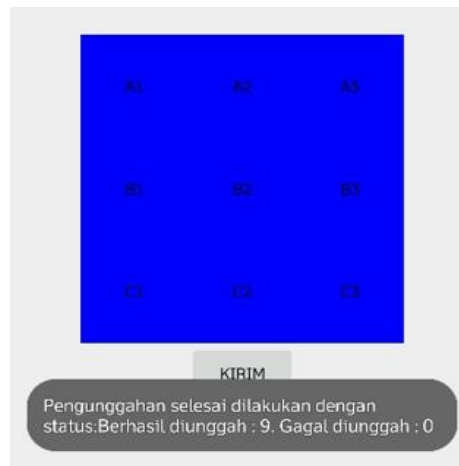 A1 A2 A3
B1 B2 B3
C1 C2 C3
KIRIM
Pengunggahan selesai dilakukan dengan
status:Berhasil diunggah : 9. Gagal diunggah : 0